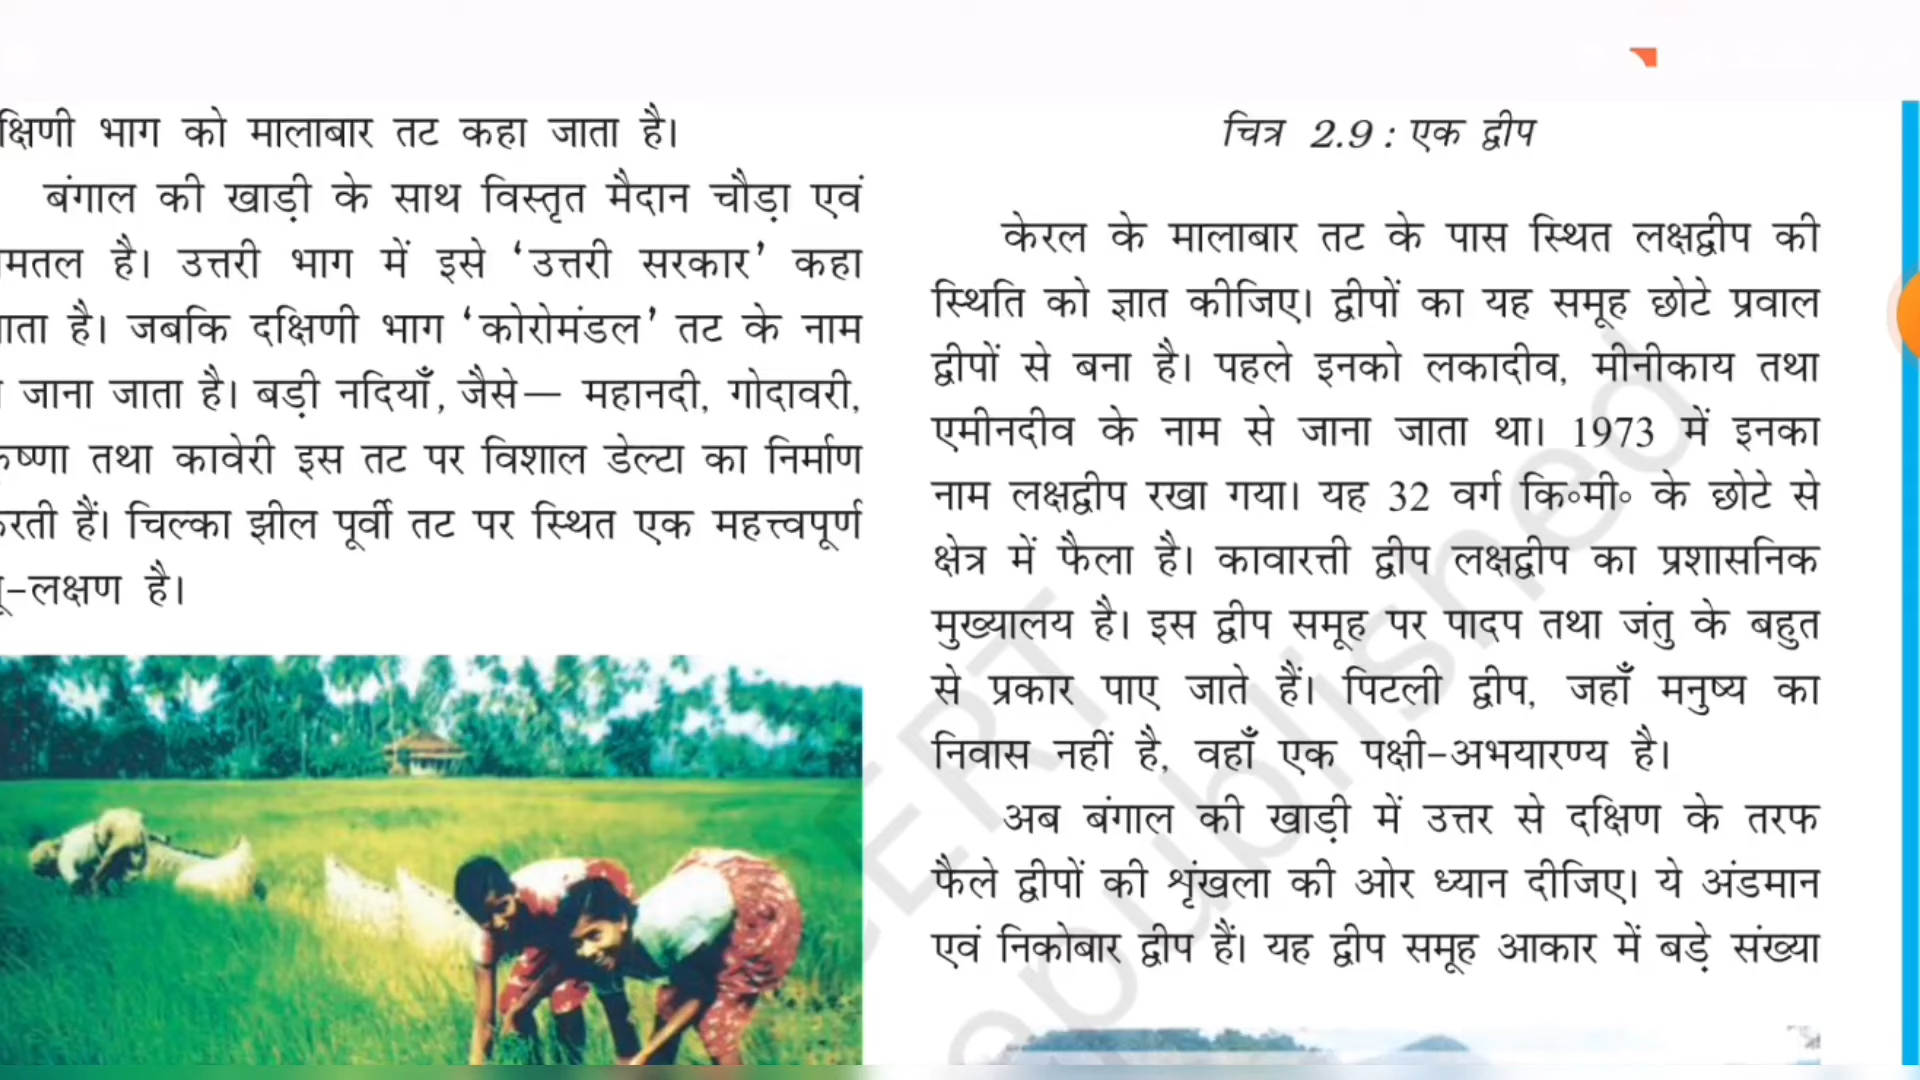 भाग को मालाबार तट कहा जाता है।
बंगाल की खाड़ी के साथ विस्तृत मैदान चौड़ा एवं
है। उत्तरी भाग में इसे ‘उत्तरी सरकार’ कहा
है। जबकि दक्षिणी भाग ‘कोरोमंडल’ तट के नाम
जाना जाता है। बड़ी नदियाँ, जैसे— महानदी, गोदावरी,
तथा कावेरी इस तट पर विशाल डेल्टा का निर्माण
हैं। चिल्का झील पूर्वी तट पर स्थित एक महत्त्वपूर्ण
-लक्षण है।
चित्र 2.9 : एक द्वीप
केरल के मालाबार तट के पास स्थित लक्षद्वीप की
स्थिति को ज्ञात कीजिए। द्वीपों का यह समूह छोटे प्रवाल
द्वीपों से बना है। पहले इनको लकादीव, मीनीकाय तथा
एमीनदीव के नाम से जाना जाता था। 1973 में इनका
नाम लक्षद्वीप रखा गया। यह 32 वर्ग कि॰मी॰ के छोटे से
क्षेत्र में फैला है। कावारत्ती द्वीप लक्षद्वीप का प्रशासनिक
मुख्यालय है। इस द्वीप समूह पर पादप तथा जंतु के बहुत
से प्रकार पाए जाते हैं। पिटली द्वीप, जहाँ मनुष्य का
निवास नहीं है, वहाँ एक पक्षी-अभयारण्य है।
अब बंगाल की खाड़ी में उत्तर से दक्षिण के तरफ
फैले द्वीपों की शृंखला की ओर ध्यान दीजिए। ये अंडमान
एवं निकोबार द्वीप हैं। यह द्वीप समूह आकार में बड़े संख्या